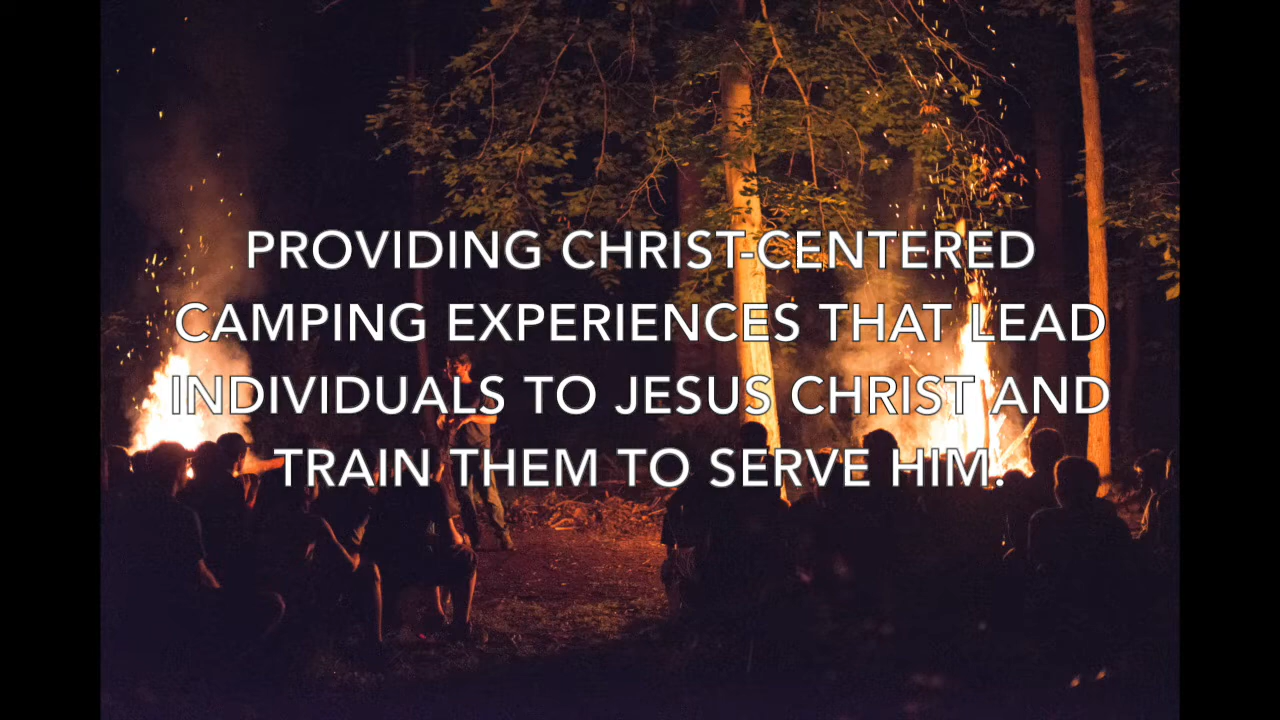 PROVIDING CHRIST-CENTERED
CAMPING EXPERIENCES THAT LEAD
INDIVIDUALS TO JESUS CHRIST AND
TRAIN THEM TO SERVE HIM.